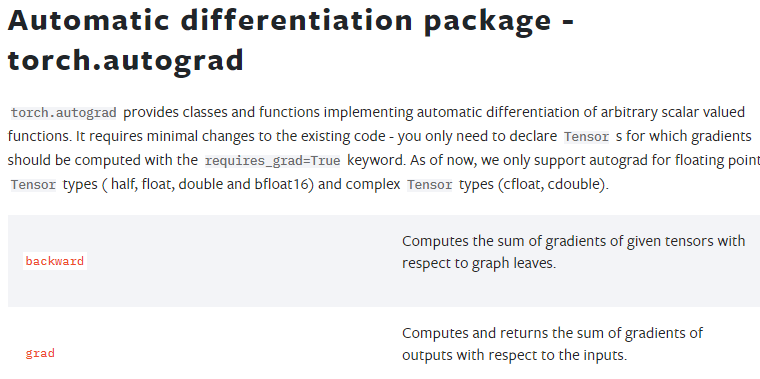 Automatic differentiation package -
torch.autograd
torch.autograd provides classes and functions implementing automatic differentiation of arbitrary scalar valued
functions. It requires minimal changes to the existing code - you only need to declare Tensor s for which gradients
should be computed with the requires_grad=True keyword. As of now, we only support autograd for floating point
Tensor types ( half, float, double and bfloat16) and complex Tensor types (cfloat, cdouble).
backward
Computes the sum of gradients of given tensors with
respect to graph leaves.
grad
Computes and returns the sum of gradients of
outputs with respect to the inputs.